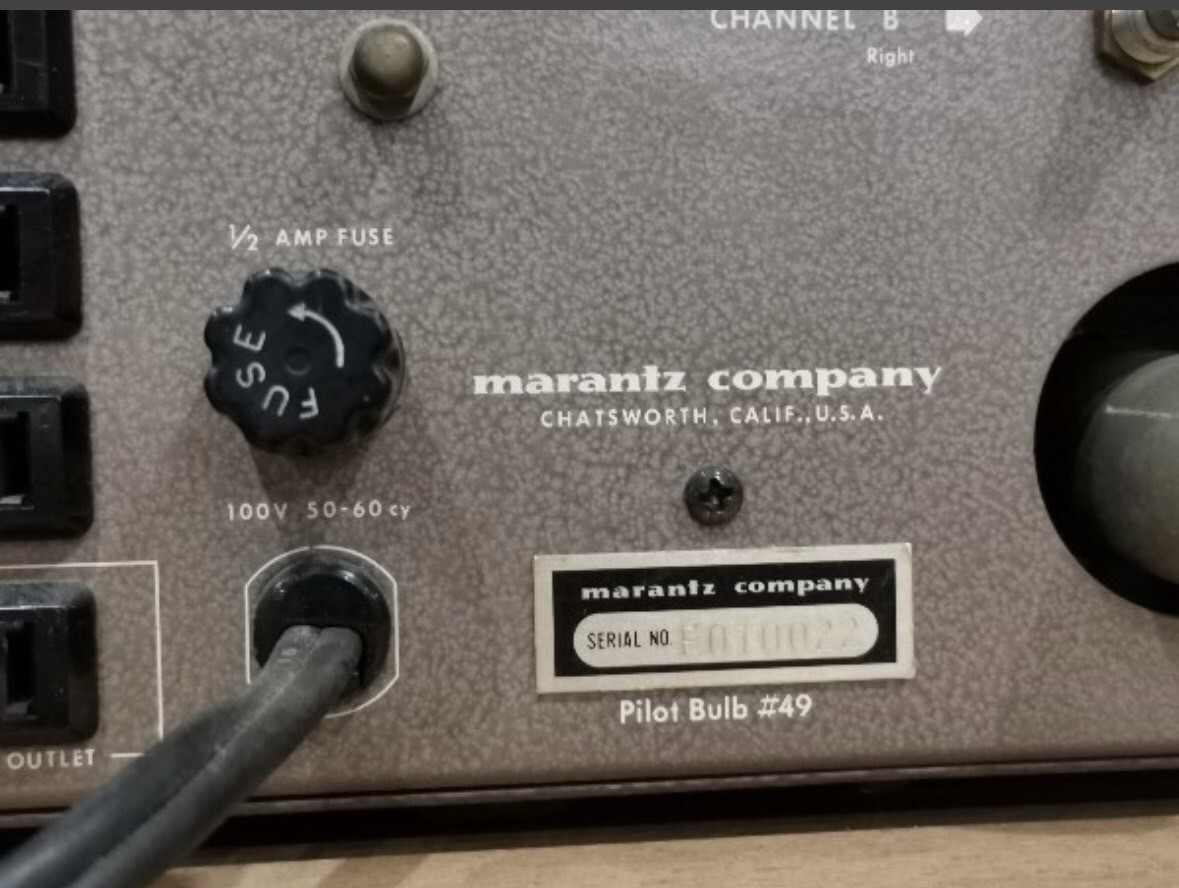 CHANNEL B
Right
1/2 AMP FUSE
FUSE
marantz company
CHATSWORTH, CALIF., U.S.A.
100V 50-60 cy
marantz company
SERIAL NO.
Pilot Bulb #49
OUTLET